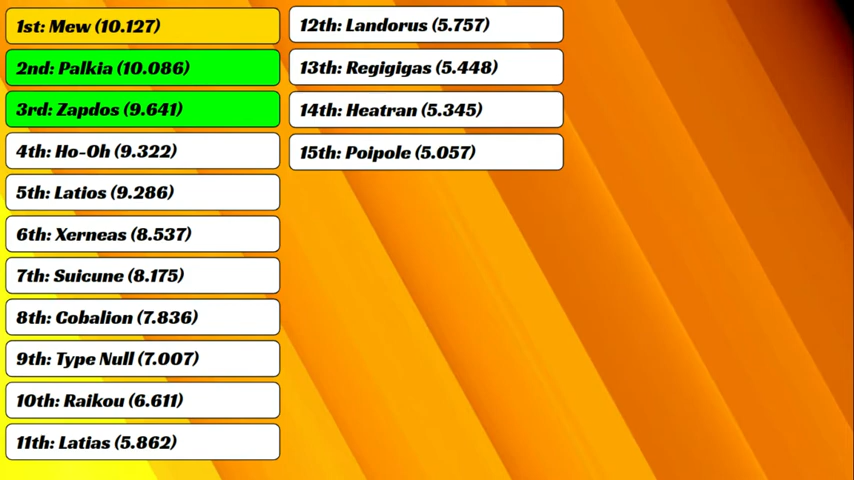 1st: Mew (10.127)
2nd: Palkia (10.086)
3rd: Zapdos (9.641)
4th: Ho-Oh (9.322)
5th: Latios (9.286)
6th: Xerneas (8.537)
7th: Suicune (8.175)
8th: Cobalion (7.836)
9th: Type Null (7.007)
10th: Raikou (6.611)
11th: Latias (5.862)
12th: Landorus (5.757)
13th: Regigigas (5.448)
14th: Heatran (5.345)
15th: Poipole (5.057)